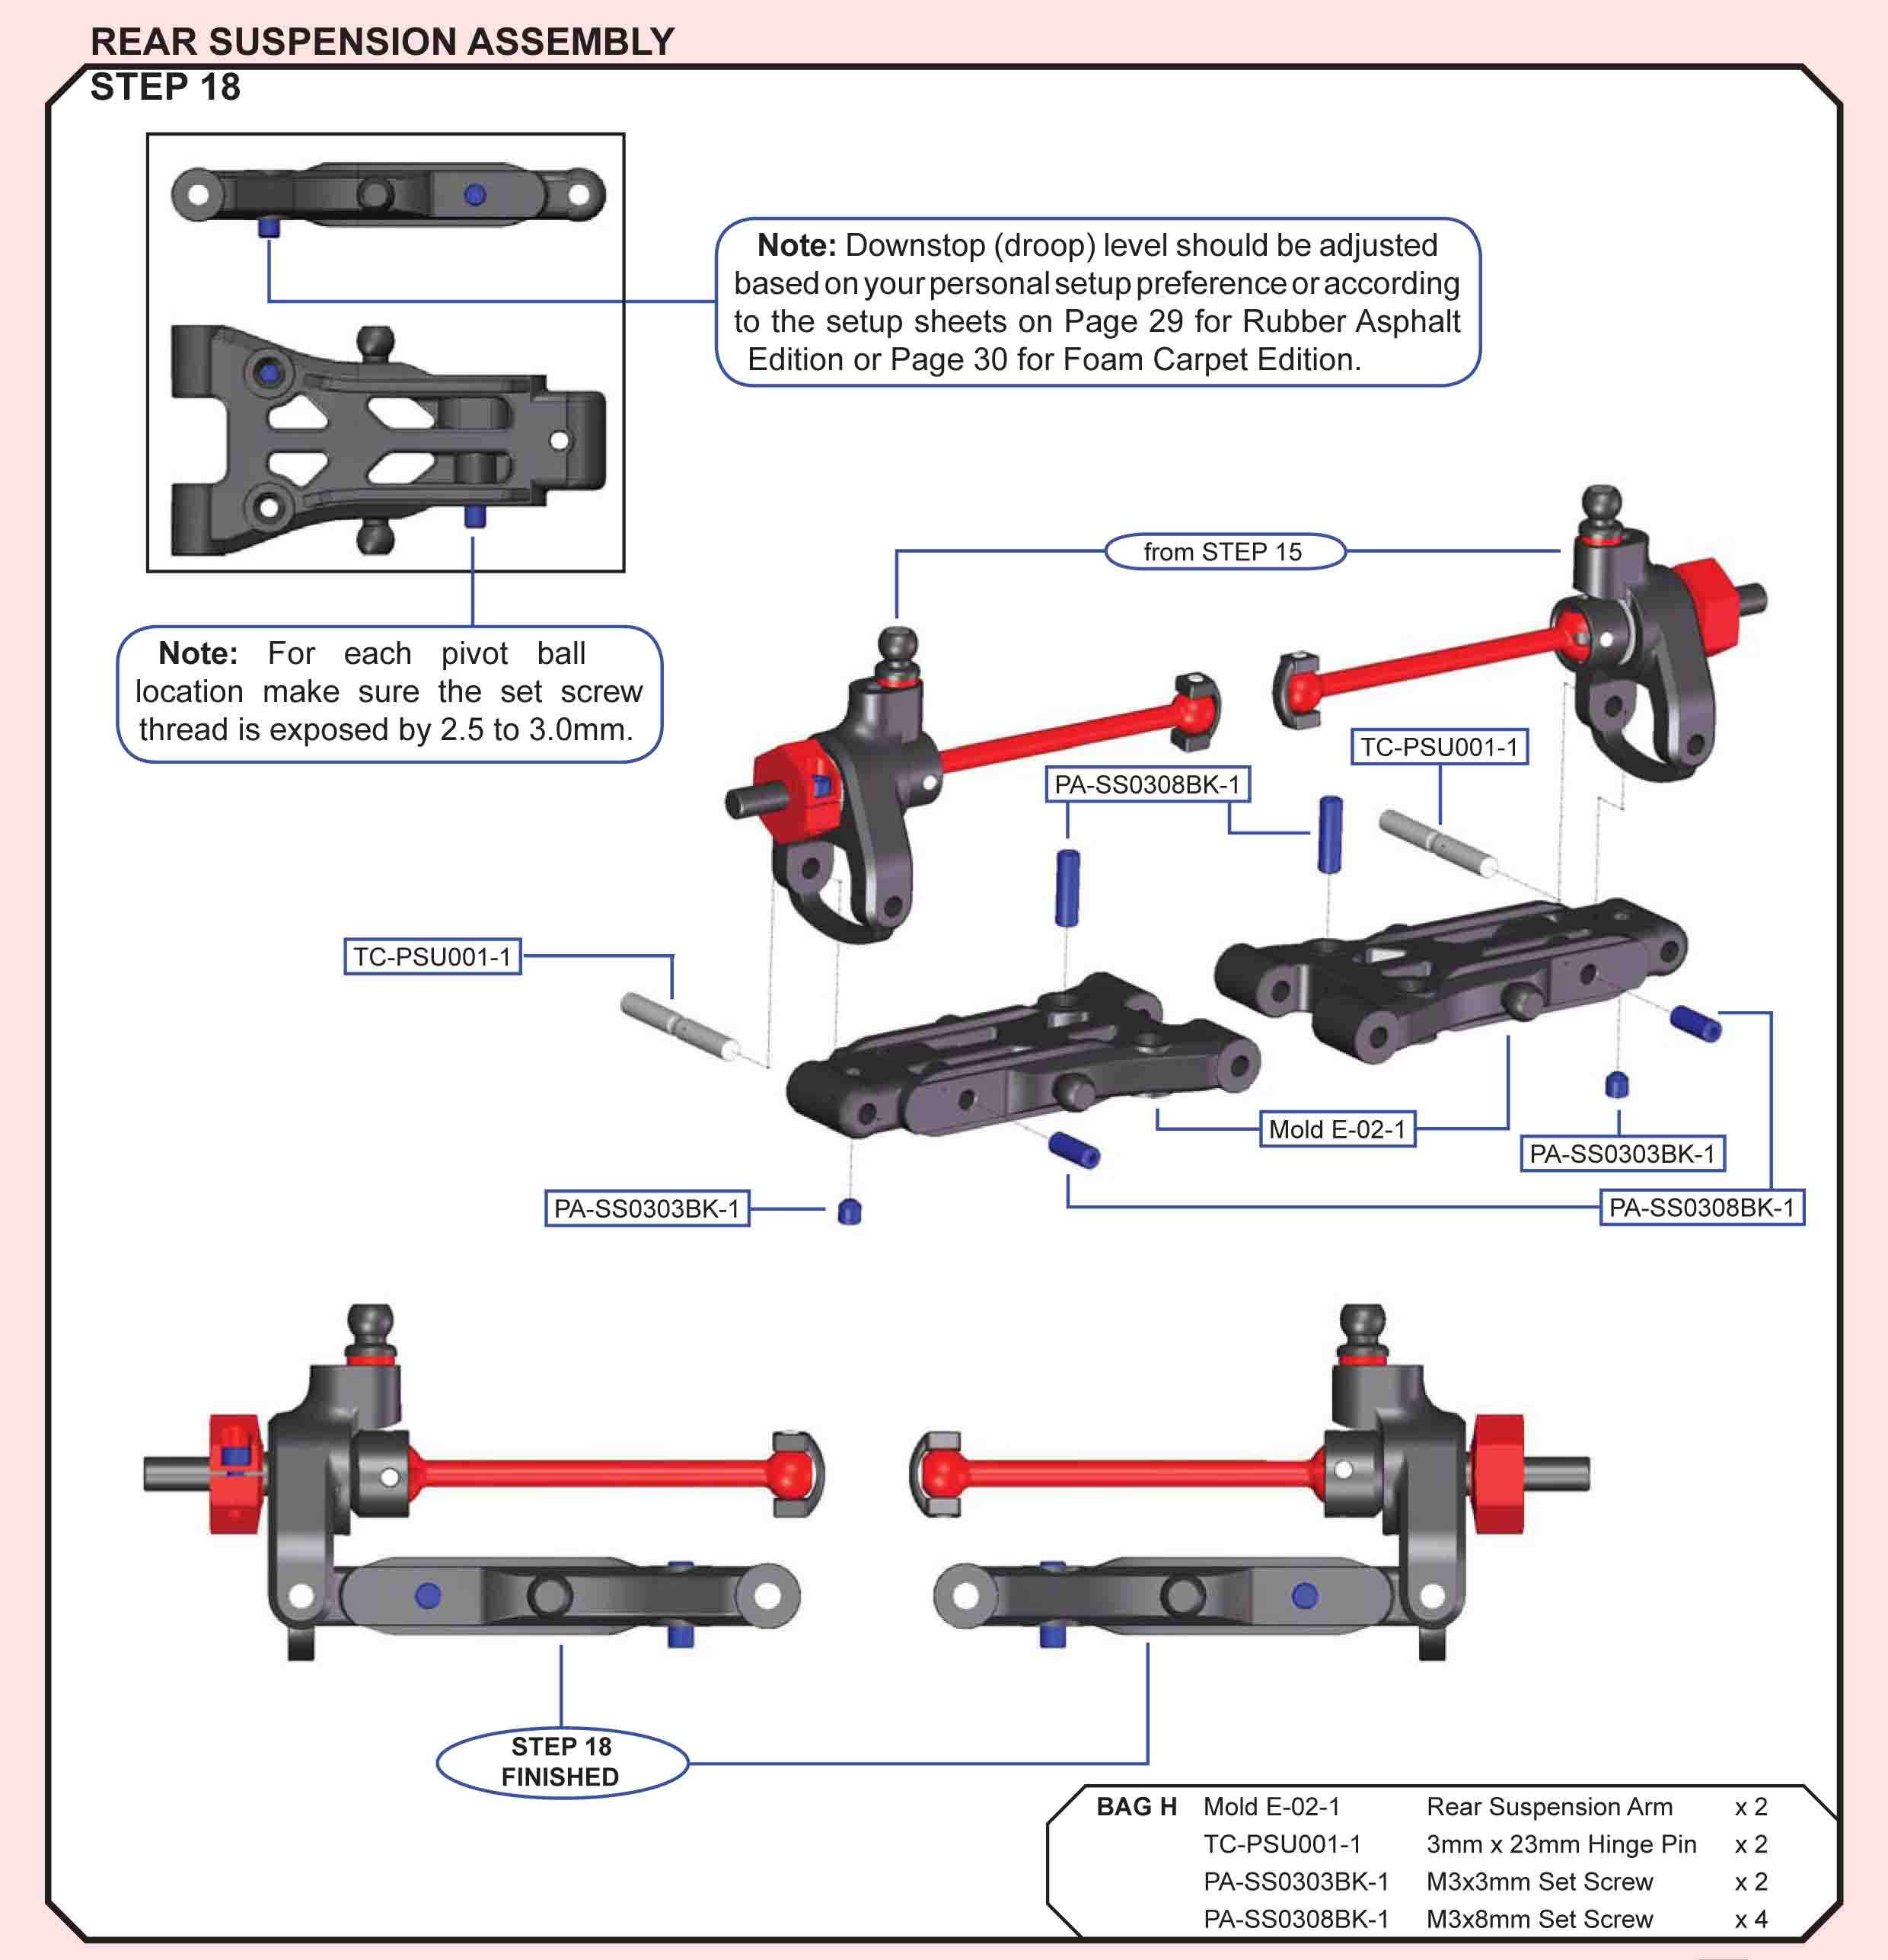 REAR SUSPENSION ASSEMBLY
STEP 18
Note: Downstop (droop) level should be adjusted
based on your personal setup preference or according
to the setup sheets on Page 29 for Rubber Asphalt
Edition or Page 30 for Foam Carpet Edition.
from STEP 15
Note: For each pivot ball
location make sure the set screw
thread is exposed by 2.5 to 3.0mm.
TC-PSU001-1
PA-SS0308BK-1
TC-PSU001-1
Mold E-02-1
PA-SS0303BK-1
PA-SS0303BK-1
PA-SS0308BK-1
STEP 18
FINISHED
BAG H Mold E-02-1 Rear Suspension Arm x 2
TC-PSU001-1 3mm x 23mm Hinge Pin x 2
PA-SS0303BK-1 M3x3mm Set Screw x 2
PA-SS0308BK-1 M3x8mm Set Screw x 4